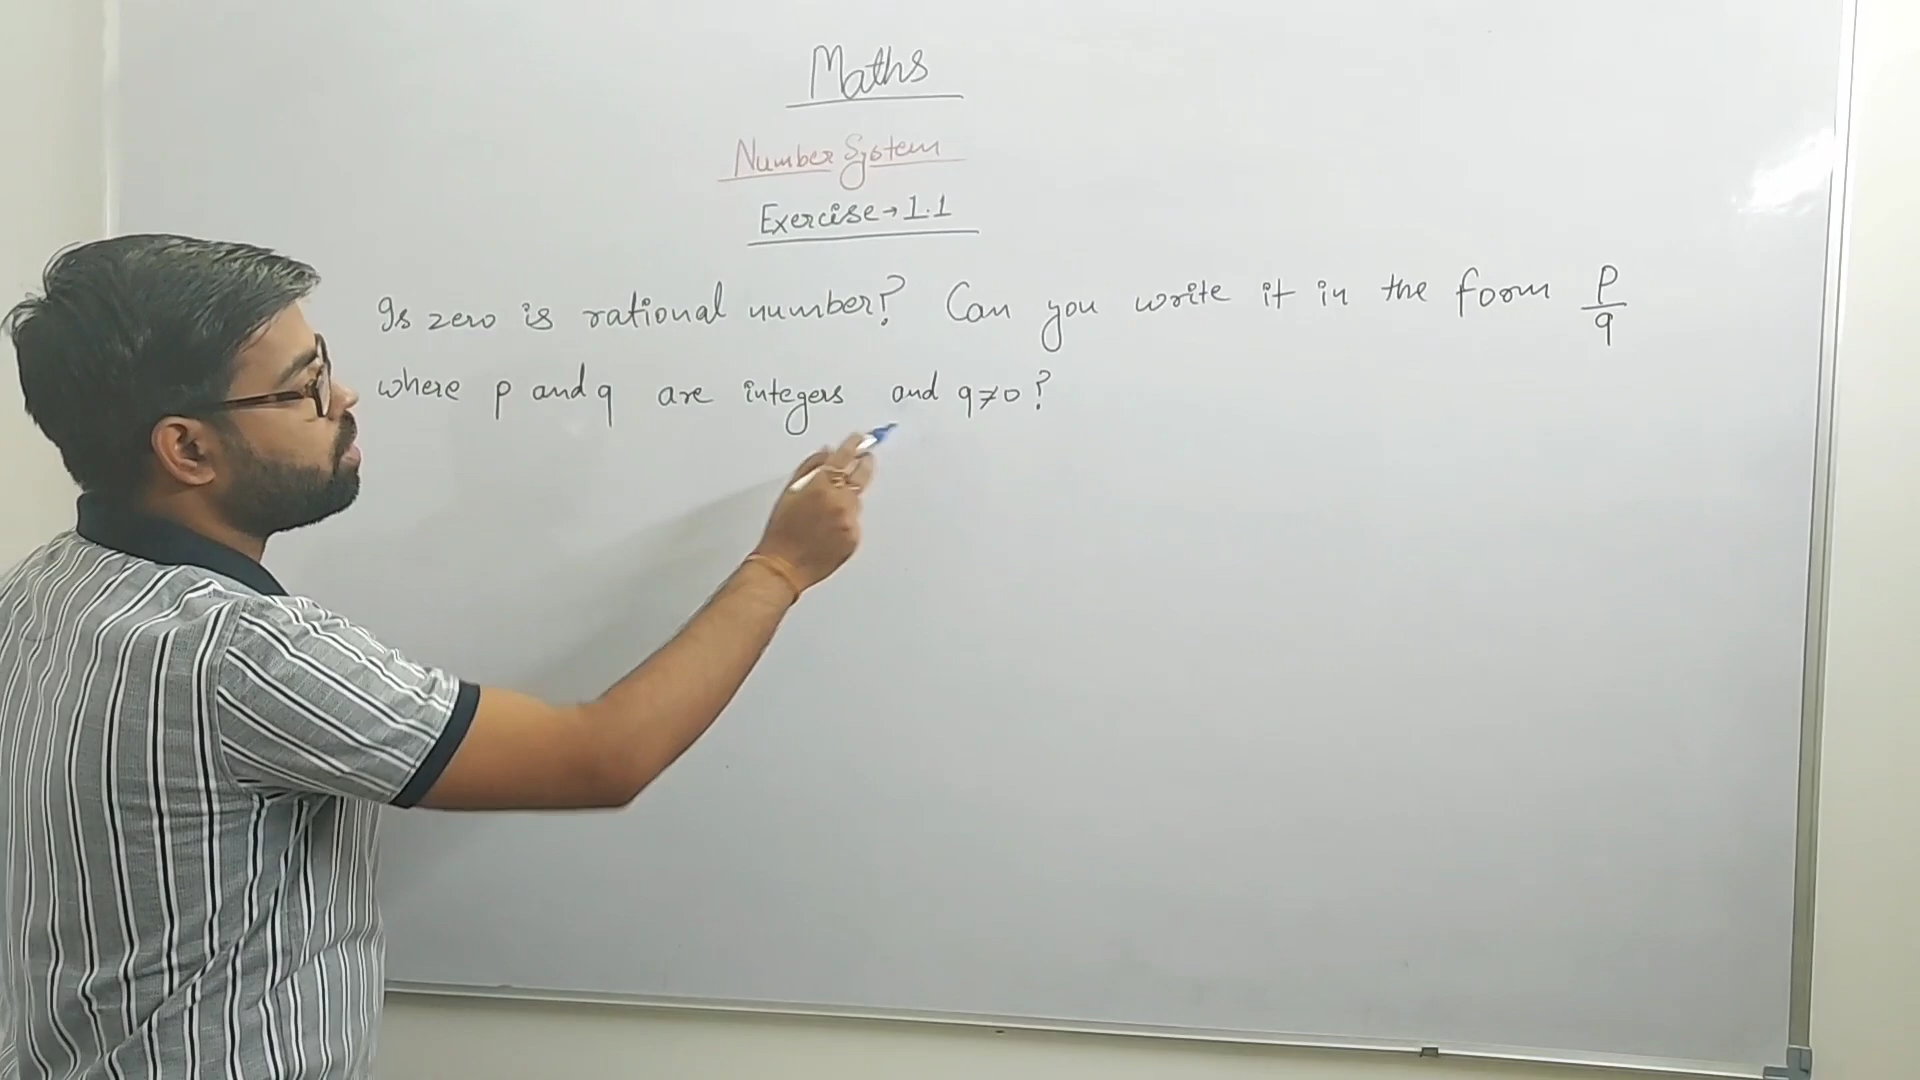 Maths
Number System
Exercise → 1.1
Is zero is rational number? Can you write it in the form p/q
where p and q are integers and q≠0?